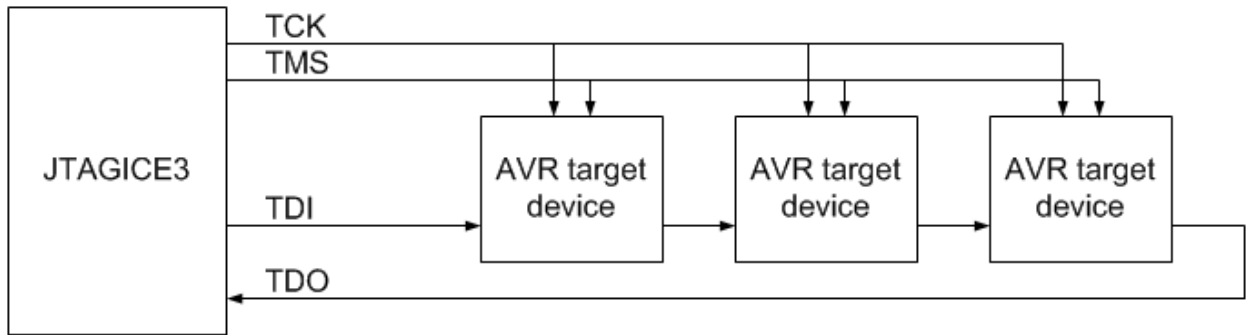 TCK
TMS
JTAGICE3
AVR target
device
AVR target
device
AVR target
device
TDI
TDO